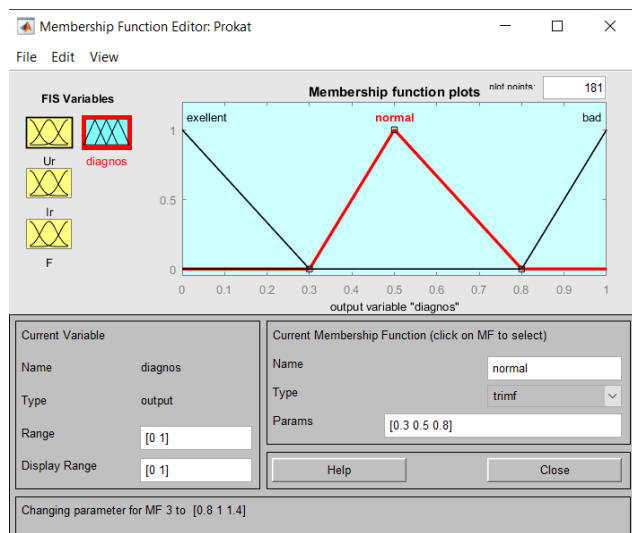 Membership Function Editor: Prokat
File Edit View
FIS Variables
Ur
diagnos
Ir
F
Membership function plots
plot points:
181
exellent
normal
bad
1
0.5
0
0 0.1 0.2 0.3 0.4 0.5 0.6 0.7 0.8 0.9 1
output variable "diagnos"
Current Variable
Name diagnos
Type output
Range [0 1]
Display Range [0 1]
Current Membership Function (click on MF to select)
Name normal
Type trimf
Params [0.3 0.5 0.8]
Help Close
Changing parameter for MF 3 to [0.8 1 1.4]